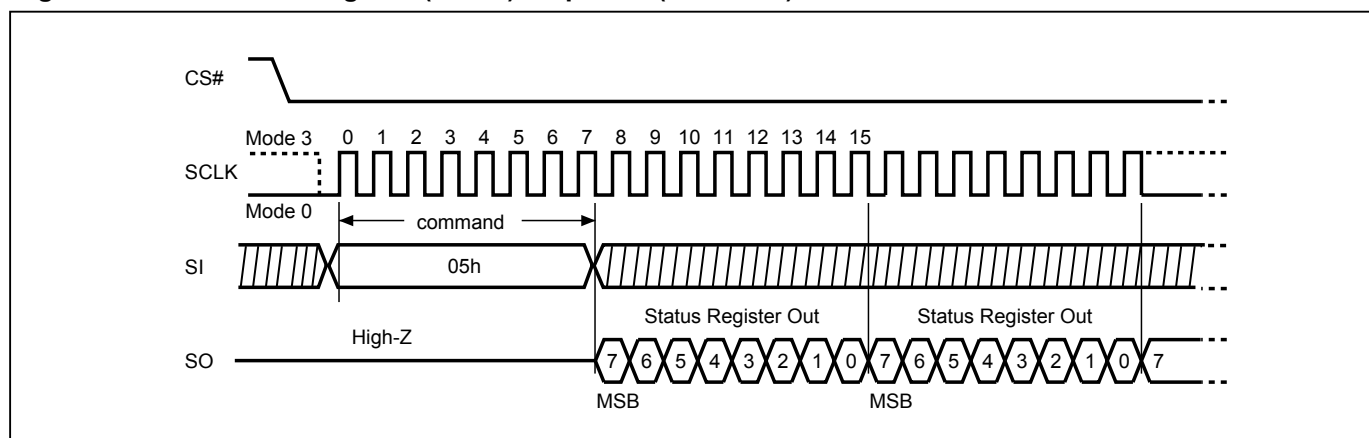 CS#
Mode 3 0 1 2 3 4 5 6 7 8 9 10 11 12 13 14 15
SCLK
Mode 0
command
SI
05h
Status Register Out Status Register Out
High-Z
SO
7 6 5 4 3 2 1 0 7 6 5 4 3 2 1 0 7
MSB MSB